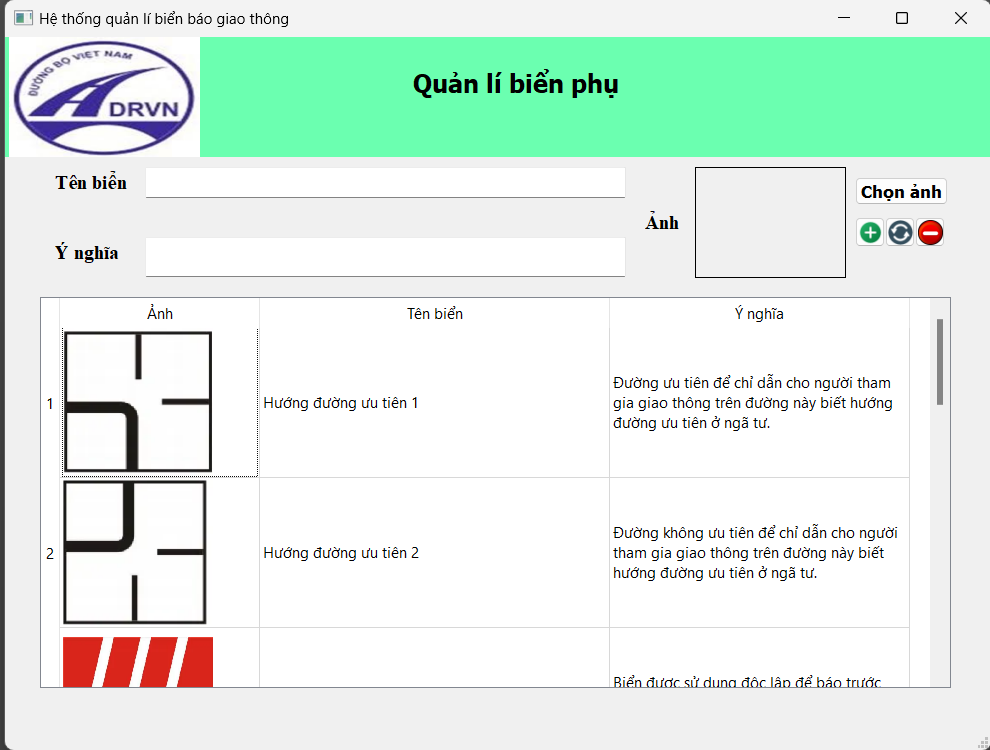 Hệ thống quản lí biển báo giao thông
ĐƯỜNG BỘ VIỆT NAM
DRVN
Quản lí biển phụ
Tên biển
Ý nghĩa
Ảnh
Chọn ảnh
Ảnh
Tên biển
Ý nghĩa
1
Hướng đường ưu tiên 1
Đường ưu tiên để chỉ dẫn cho người tham
gia giao thông trên đường này biết hướng
đường ưu tiên ở ngã tư.
2
Hướng đường ưu tiên 2
Đường không ưu tiên để chỉ dẫn cho người
tham gia giao thông trên đường này biết
hướng đường ưu tiên ở ngã tư.
Biển được sử dụng độc lập để báo trước